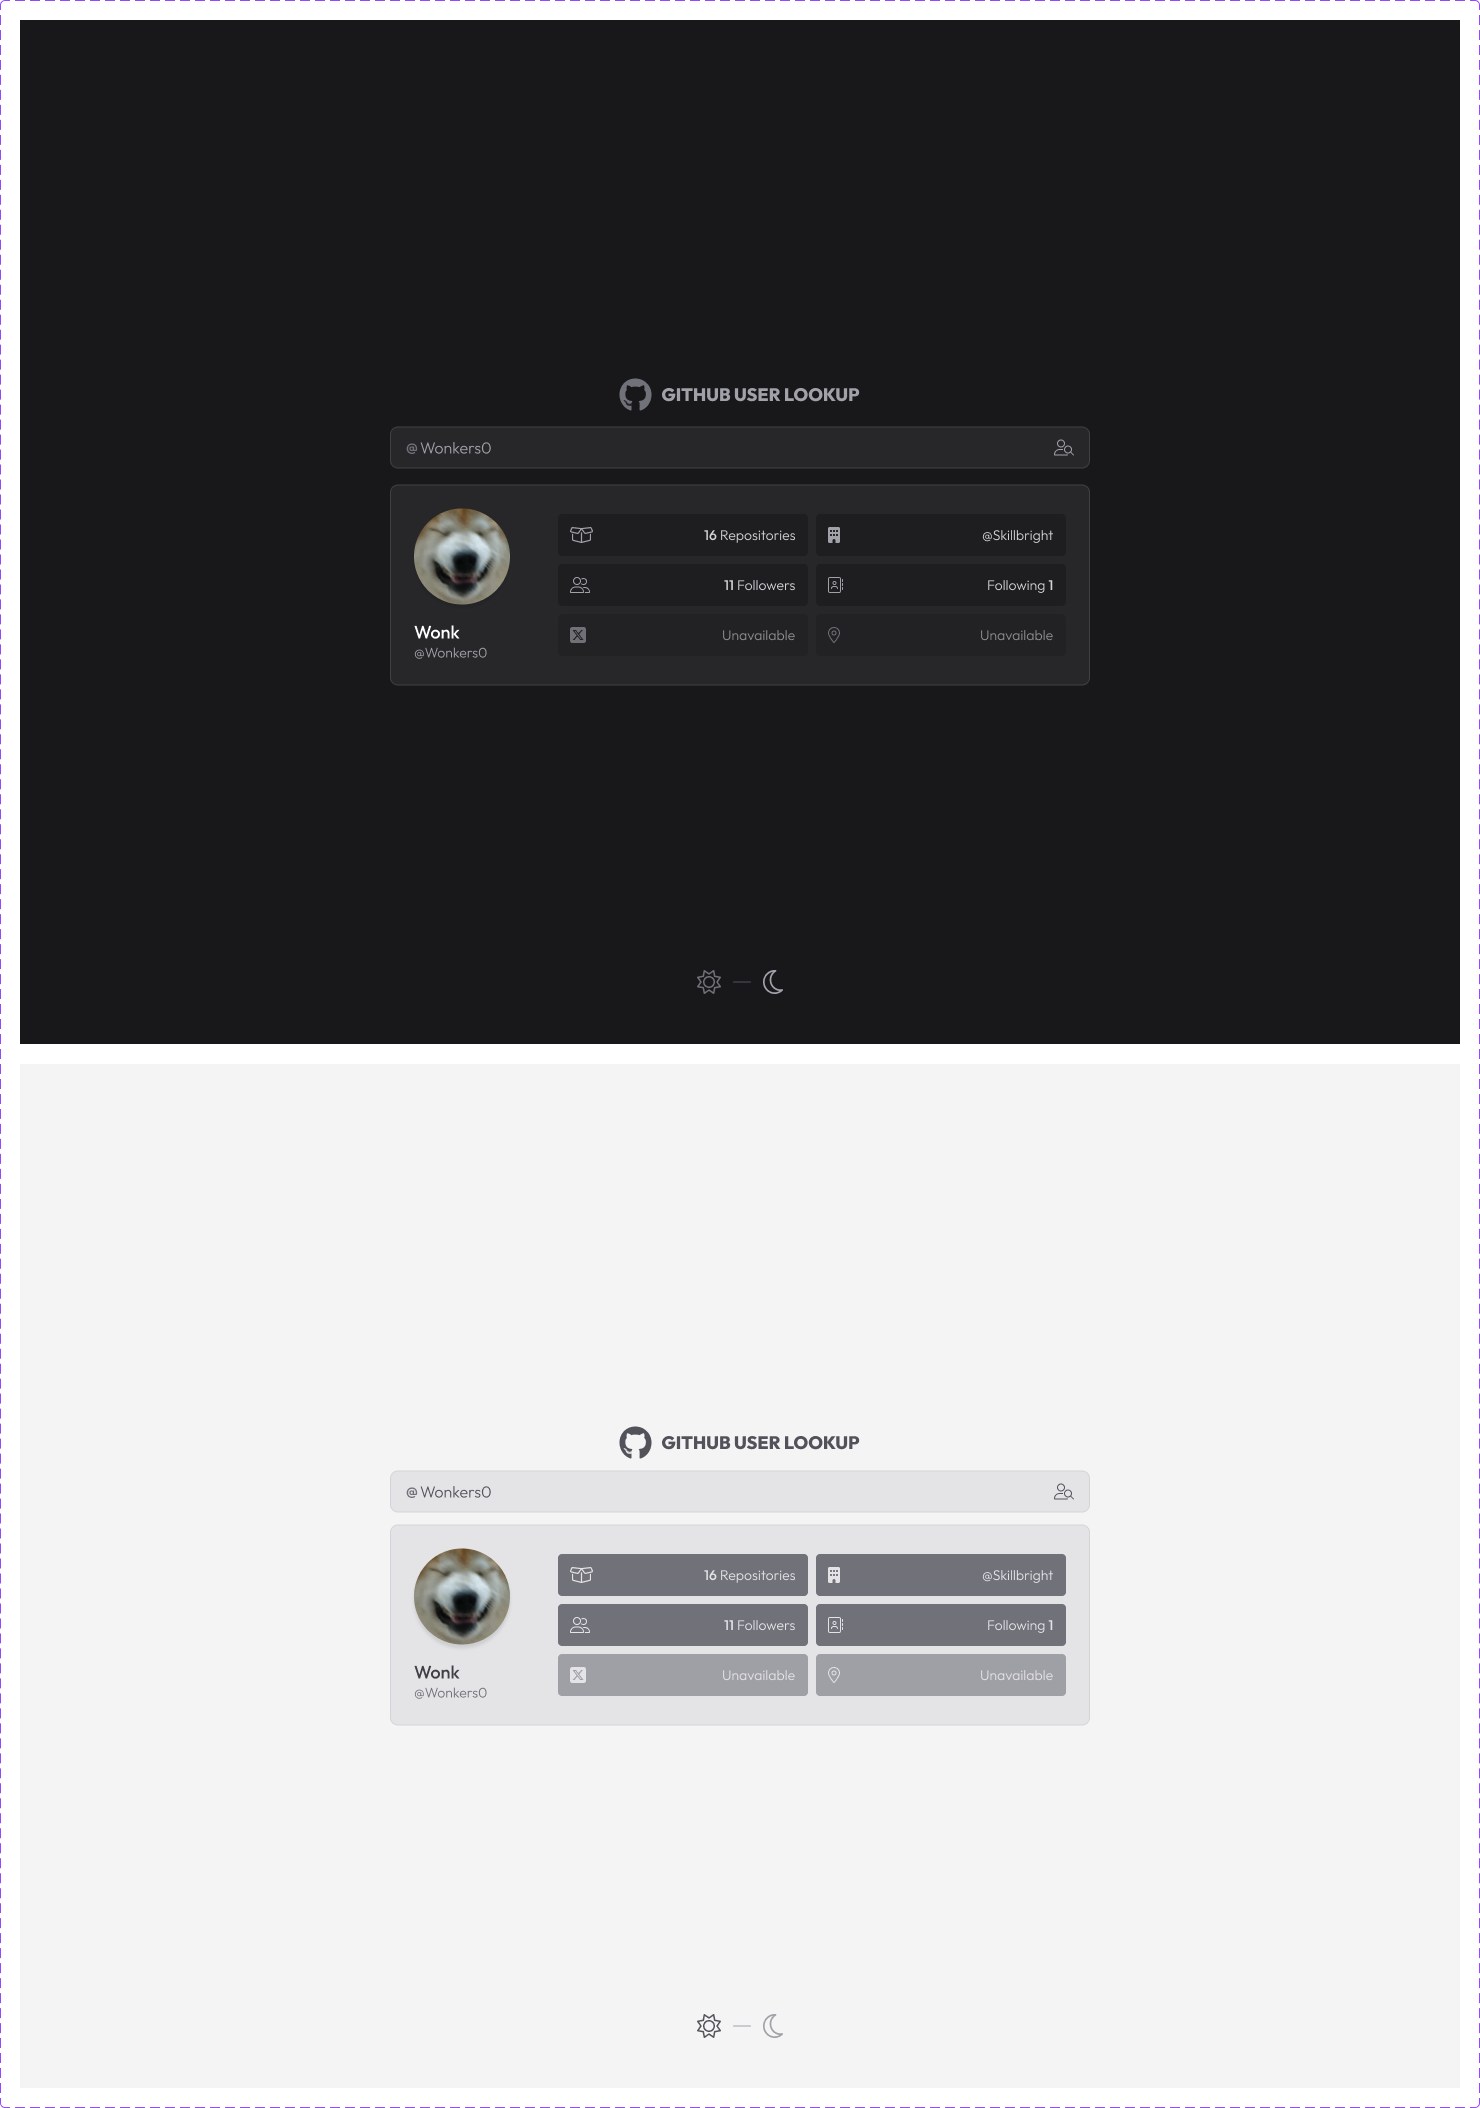 GITHUB USER LOOKUP
@ Wonkers0
16 Repositories
@Skillbright
11 Followers
Following 1
Wonk
@Wonkers0
Unavailable
Unavailable
GITHUB USER LOOKUP
@ Wonkers0
16 Repositories
@Skillbright
11 Followers
Following 1
Wonk
@Wonkers0
Unavailable
Unavailable